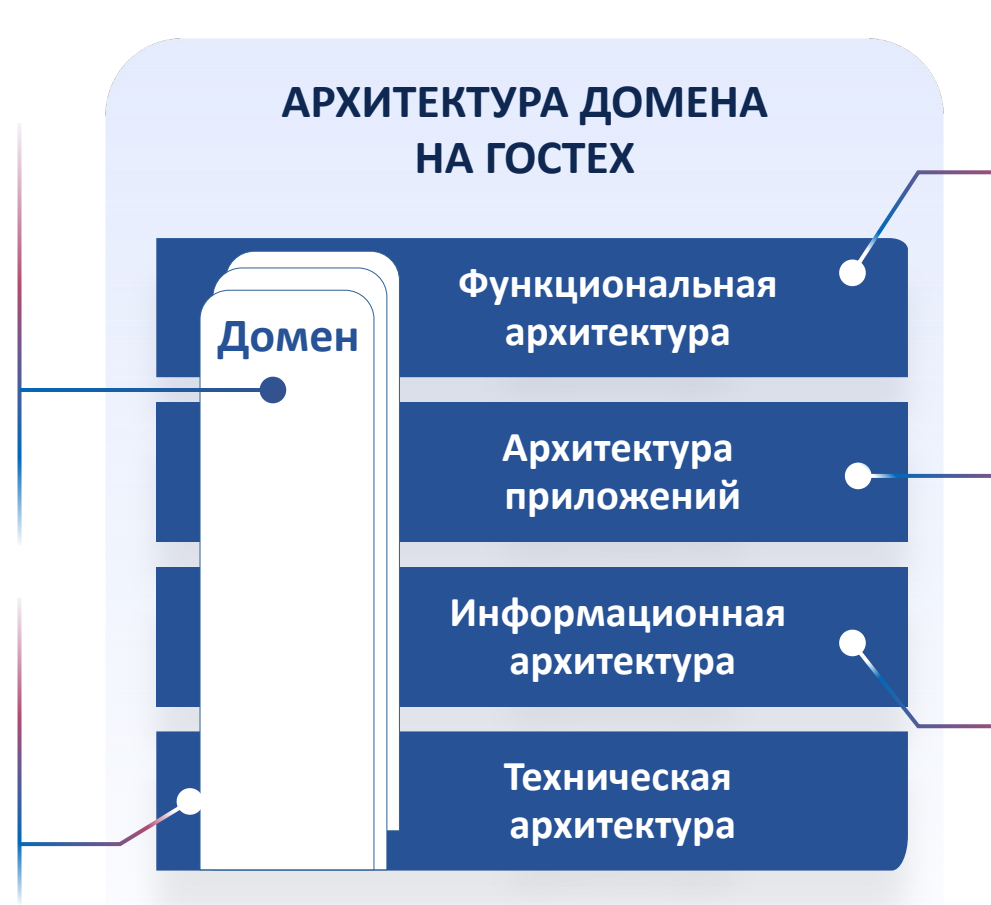 АРХИТЕКТУРА ДОМЕНА
НА ГОСТЕХ
Домен
Функциональная
архитектура
Архитектура
приложений
Информационная
архитектура
Техническая
архитектура